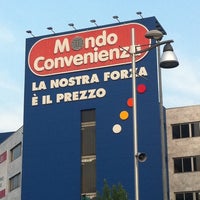 Mondo
Convenienza
LA NOSTRA FORZA
È IL PREZZO